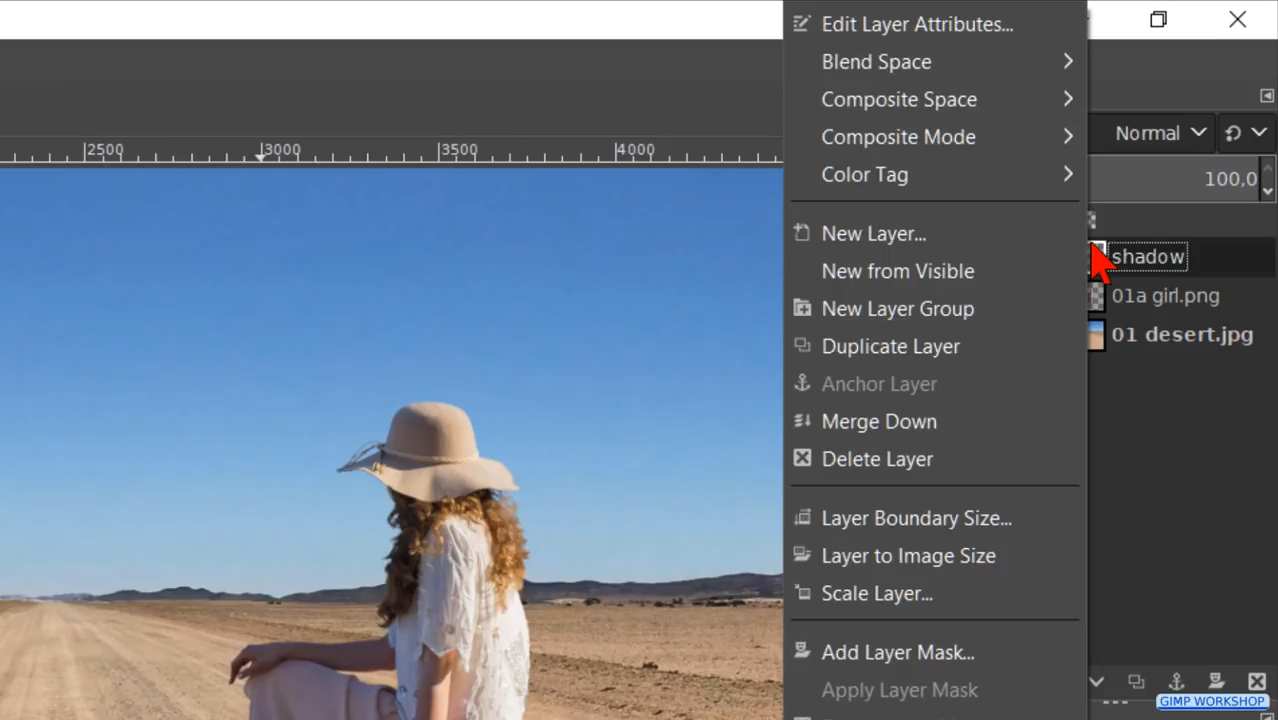 Edit Layer Attributes...
Blend Space
Composite Space
Composite Mode
Color Tag
New Layer...
New from Visible
New Layer Group
Duplicate Layer
Anchor Layer
Merge Down
Delete Layer
Layer Boundary Size...
Layer to Image Size
Scale Layer...
Add Layer Mask...
Apply Layer Mask
2500
3000
3500
4000
Normal
100,0
shadow
01a girl.png
01 desert.jpg
GIMP WORKSHOP